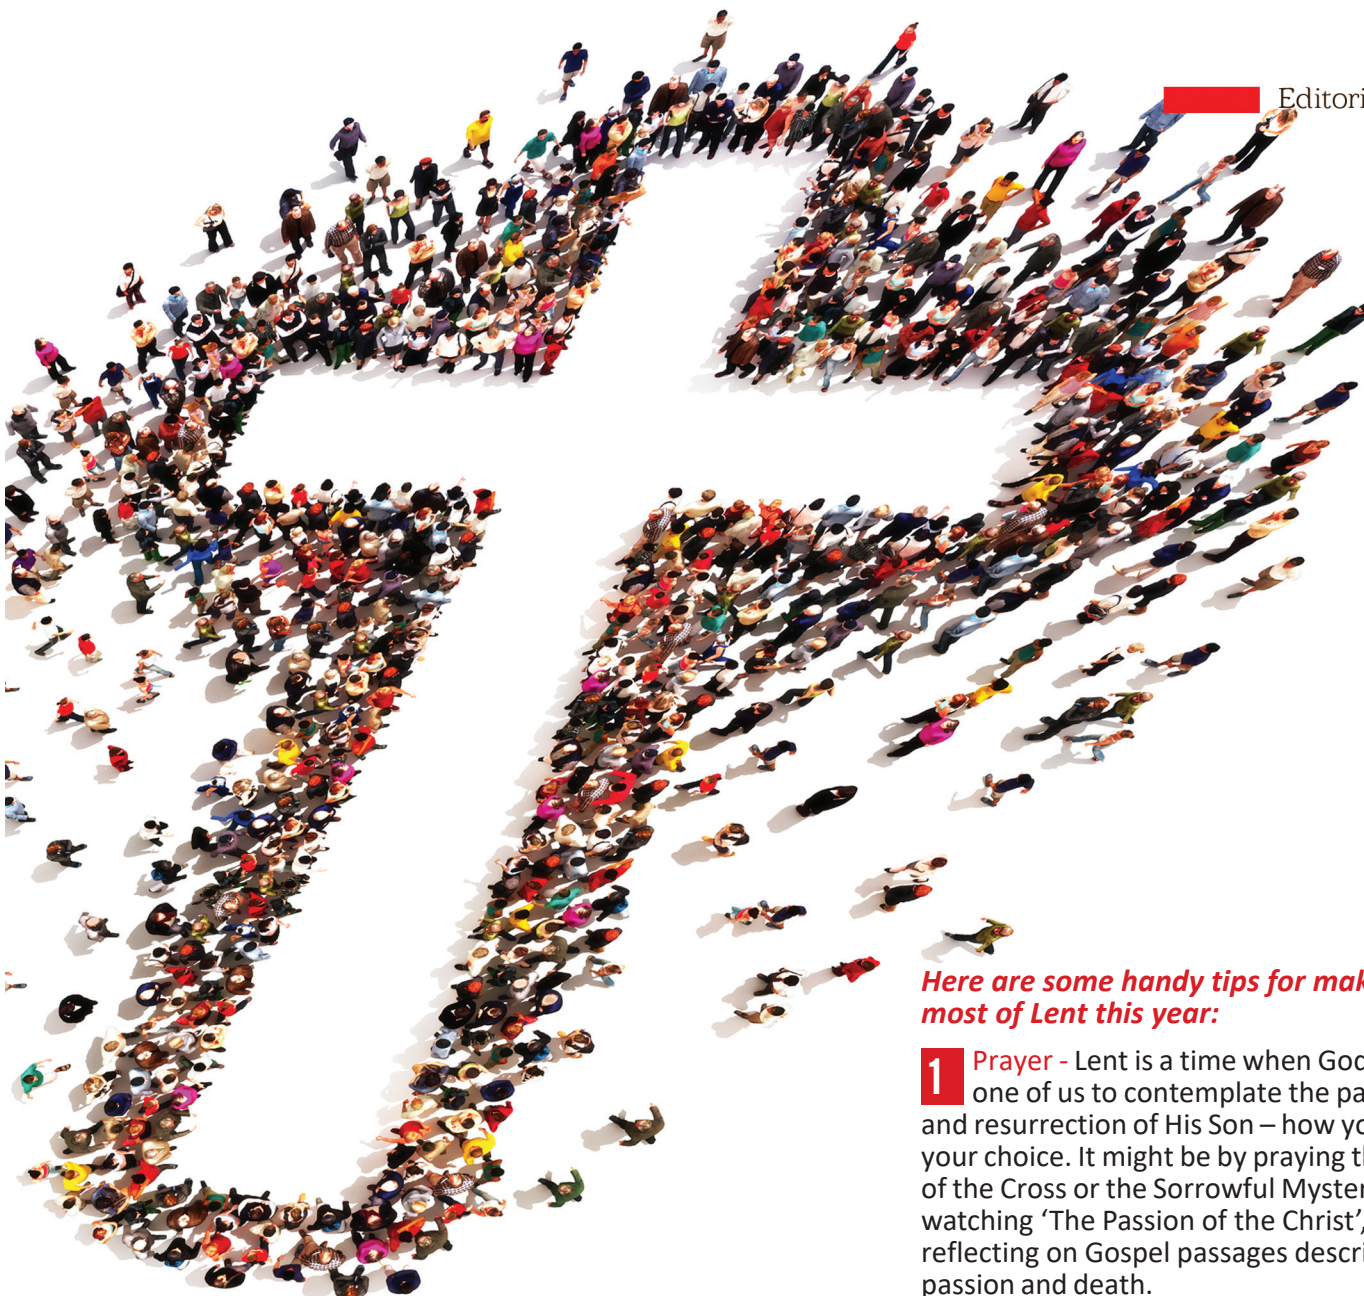 Editori
Here are some handy tips for mak
most of Lent this year:
1 Prayer - Lent is a time when God
one of us to contemplate the pa
and resurrection of His Son – how yo
your choice. It might be by praying th
of the Cross or the Sorrowful Myster
watching ‘The Passion of the Christ’,
reflecting on Gospel passages descri
passion and death.